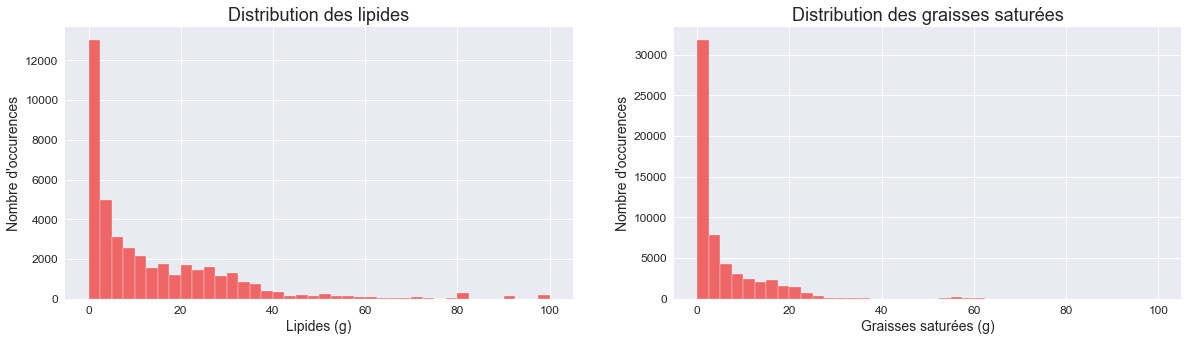 Distribution des lipides
12000
10000
8000
6000
4000
2000
0
Nombre d'occurences
0 20 40 60 80 100
Lipides (g)
Distribution des graisses saturées
30000
25000
20000
15000
10000
5000
0
Nombre d'occurences
0 20 40 60 80 100
Graisses saturées (g)